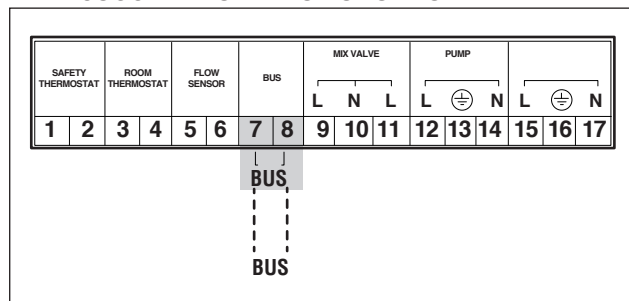 MIX VALVE PUMP
SAFETY THERMOSTAT ROOM THERMOSTAT FLOW SENSOR BUS
L N L L N L N
1 2 3 4 5 6 7 8 9 10 11 12 13 14 15 16 17
BUS
BUS